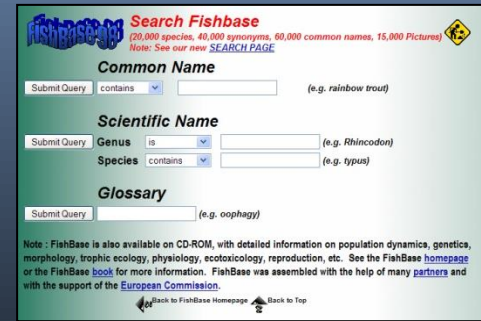 FishBase'98
Search Fishbase
(20,000 species, 40,000 synonyms, 60,000 common names, 15,000 Pictures)
Note: See our new SEARCH PAGE
Common Name
Submit Query contains (e.g. rainbow trout)
Scientific Name
Submit Query Genus is (e.g. Rhincodon)
Species contains (e.g. typus)
Glossary
Submit Query (e.g. oophagy)
Note : FishBase is also available on CD-ROM, with detailed information on population dynamics, genetics,
morphology, trophic ecology, physiology, ecotoxicology, reproduction, etc. See the FishBase homepage
or the FishBase book for more information. FishBase was assembled with the help of many partners and
with the support of the European Commission.
Back to FishBase Homepage Back to Top